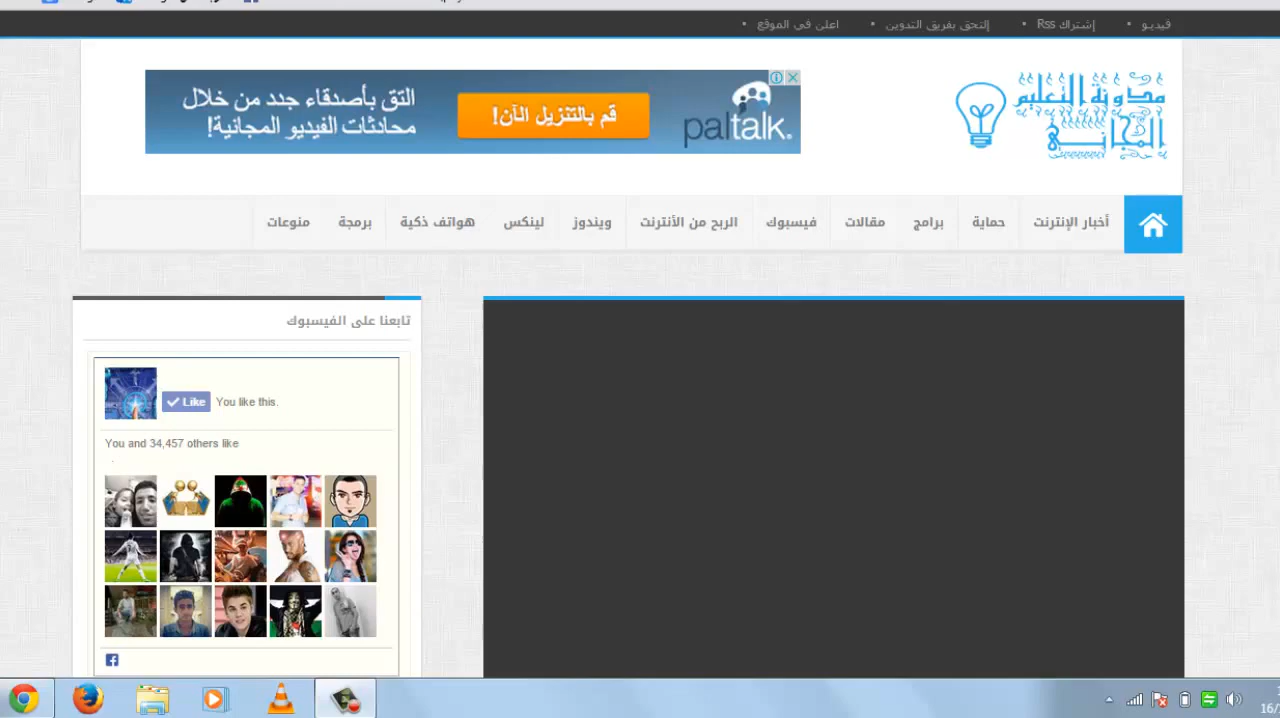 فيديو
إشتراك Rss
إلتحق بفريق التدوين
اعلن في الموقع
مدونة التعليم
المجاني
التق بأصدقاء جدد من خلال
محادثات الفيديو المجانية!
قم بالتنزيل الآن!
paltalk.
أخبار الإنترنت
حماية
برامج
مقالات
فيسبوك
الربح من الأنترنت
ويندوز
لينكس
هواتف ذكية
برمجة
منوعات
تابعنا على الفيسبوك
Like
You like this.
You and 34,457 others like